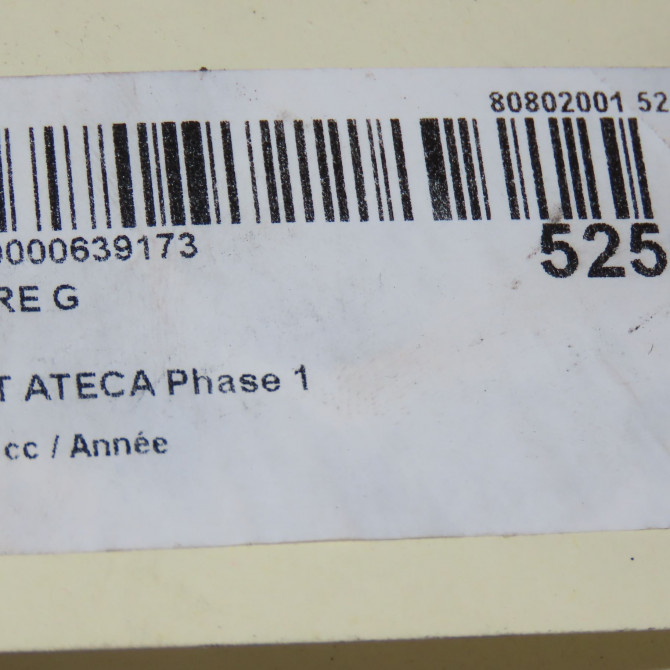 80802001 52
0000639173
525
RE G
T ATECA Phase 1
cc / Année